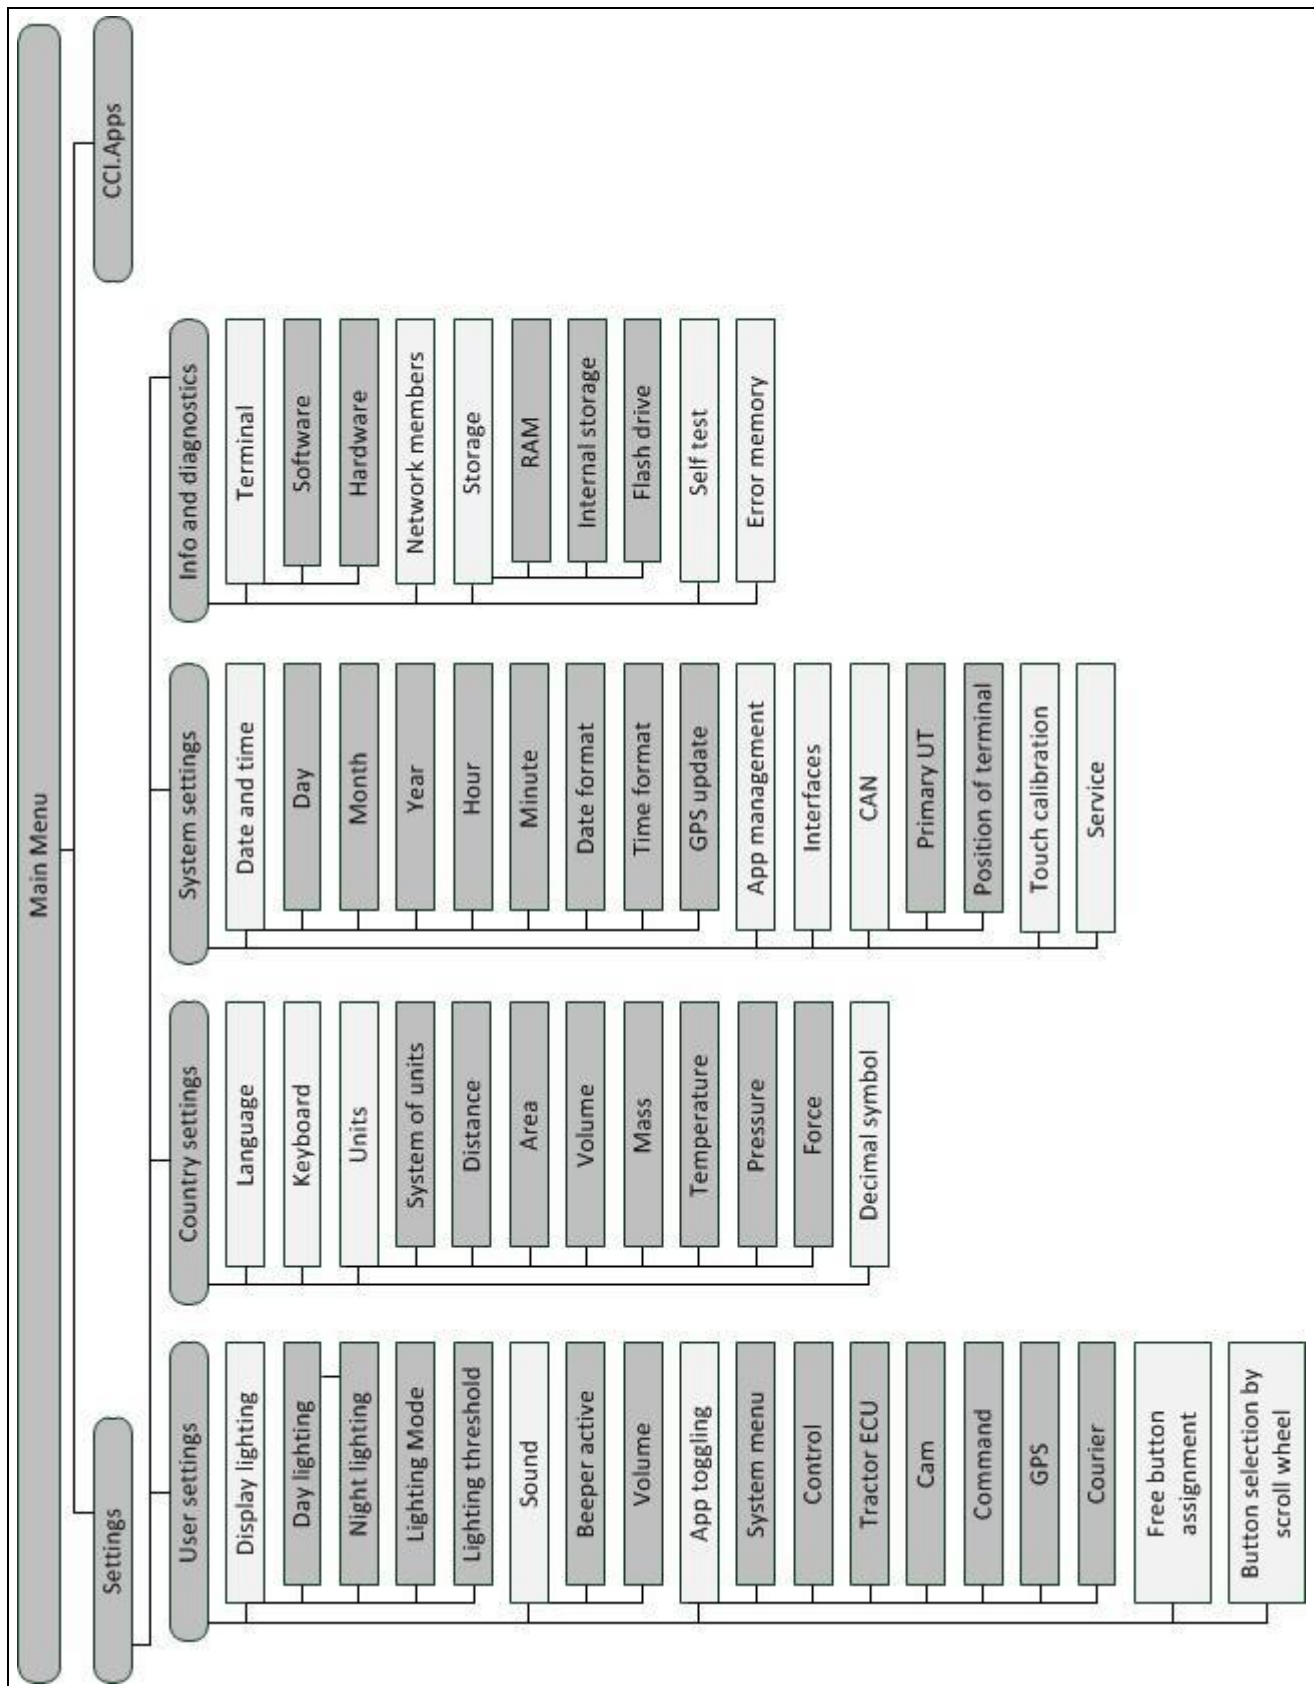 Main Menu
Settings
CCI.Apps
User settings
Display lighting
Day lighting
Night lighting
Lighting Mode
Lighting threshold
Sound
Beeper active
Volume
App toggling
System menu
Control
Tractor ECU
Cam
Command
GPS
Courier
Free button
assignment
Button selection by
scroll wheel
Country settings
Language
Keyboard
Units
System of units
Distance
Area
Volume
Mass
Temperature
Pressure
Force
Decimal symbol
System settings
Date and time
Day
Month
Year
Hour
Minute
Date format
Time format
GPS update
App management
Interfaces
CAN
Primary UT
Position of terminal
Touch calibration
Service
Info and diagnostics
Terminal
Software
Hardware
Network members
Storage
RAM
Internal storage
Flash drive
Self test
Error memory